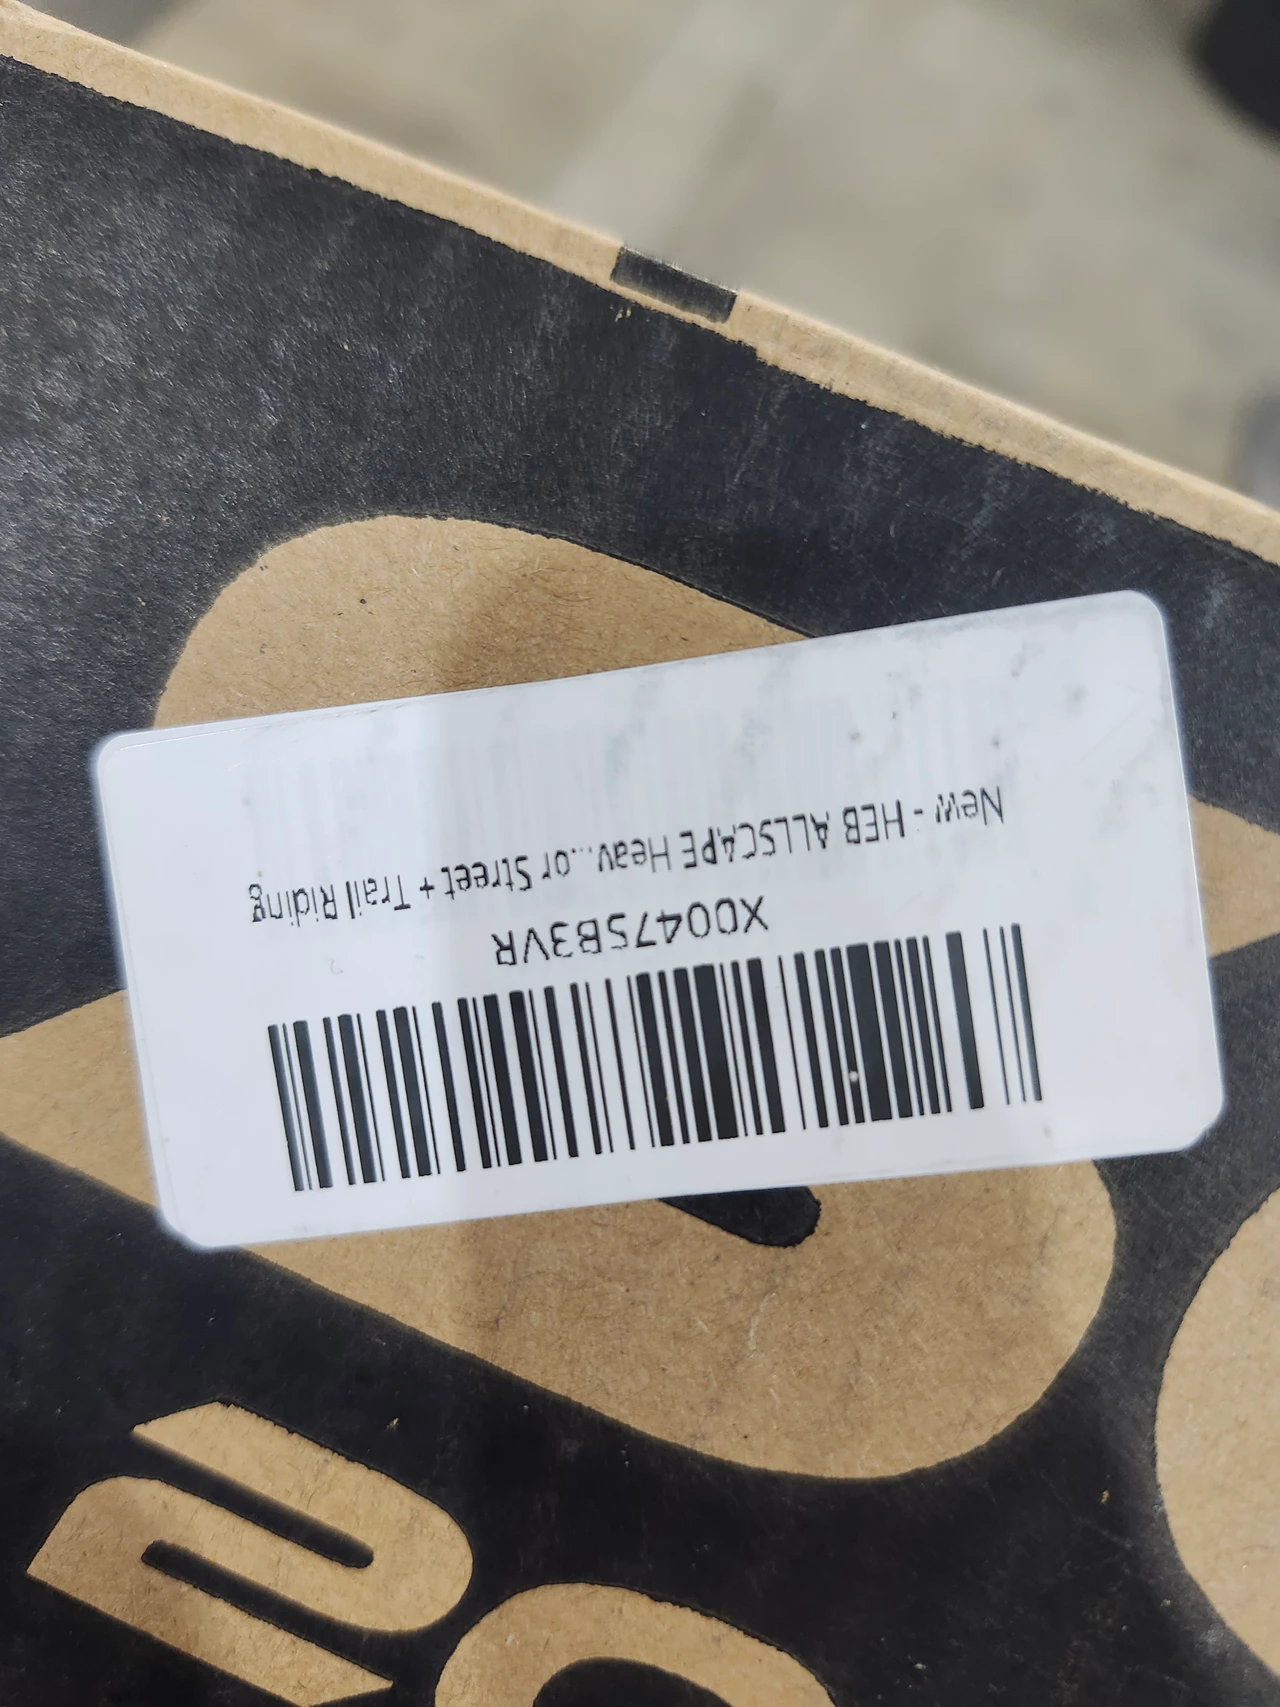 X00475B3VR
New - HEB ALLSCAPE Heav...or Street + Trail Riding